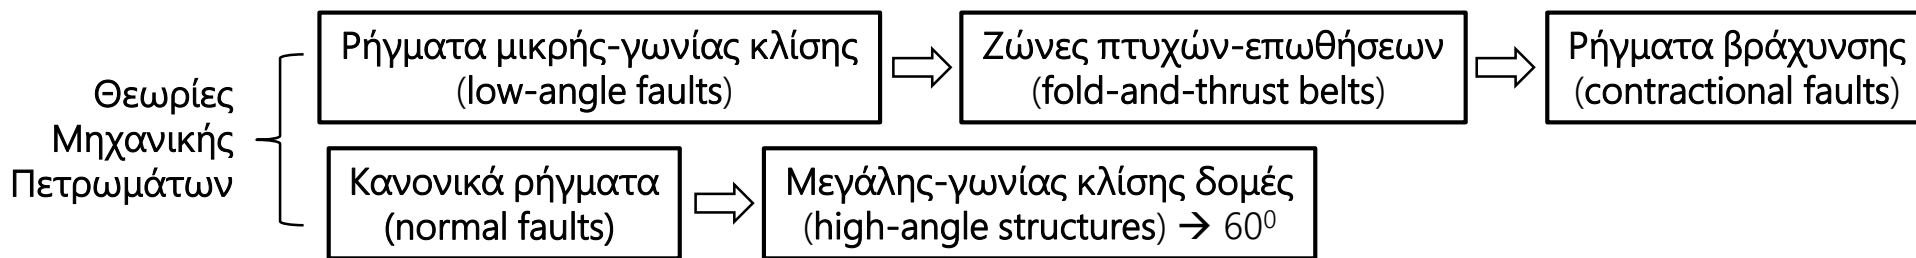 Θεωρίες
Μηχανικής
Πετρωμάτων
Ρήγματα μικρής-γωνίας κλίσης
(low-angle faults)
Ζώνες πτυχών-επωθήσεων
(fold-and-thrust belts)
Ρήγματα βράχυνσης
(contractional faults)
Κανονικά ρήγματα
(normal faults)
Μεγάλης-γωνίας κλίσης δομές
(high-angle structures) → 60⁰